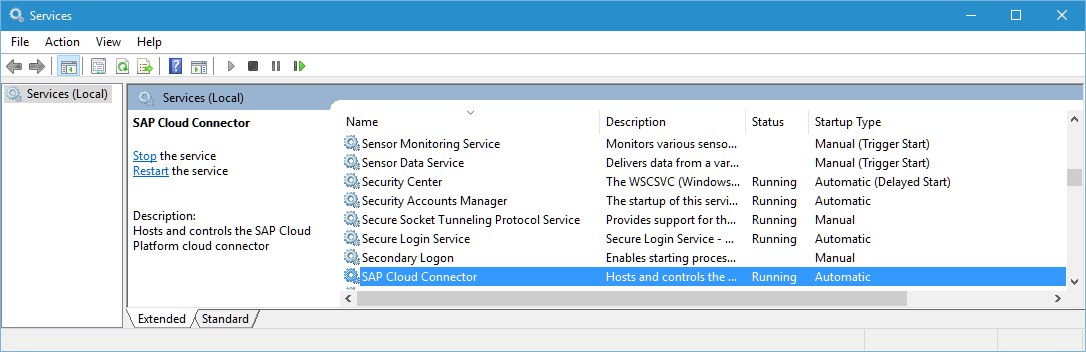 Services
File Action View Help
Services (Local)
Services (Local)
SAP Cloud Connector
Stop the service
Restart the service
Description:
Hosts and controls the SAP Cloud
Platform cloud connector
Name Description Status Startup Type
Sensor Monitoring Service Monitors various senso... Manual (Trigger Start)
Sensor Data Service Delivers data from a var... Manual (Trigger Start)
Security Center The WSCSVC (Windows... Running Automatic (Delayed Start)
Security Accounts Manager The startup of this servi... Running Automatic
Secure Socket Tunneling Protocol Service Provides support for th... Running Manual
Secure Login Service Secure Login Service - ... Running Automatic
Secondary Logon Enables starting proces... Manual
SAP Cloud Connector Hosts and controls the ... Running Automatic
Extended Standard